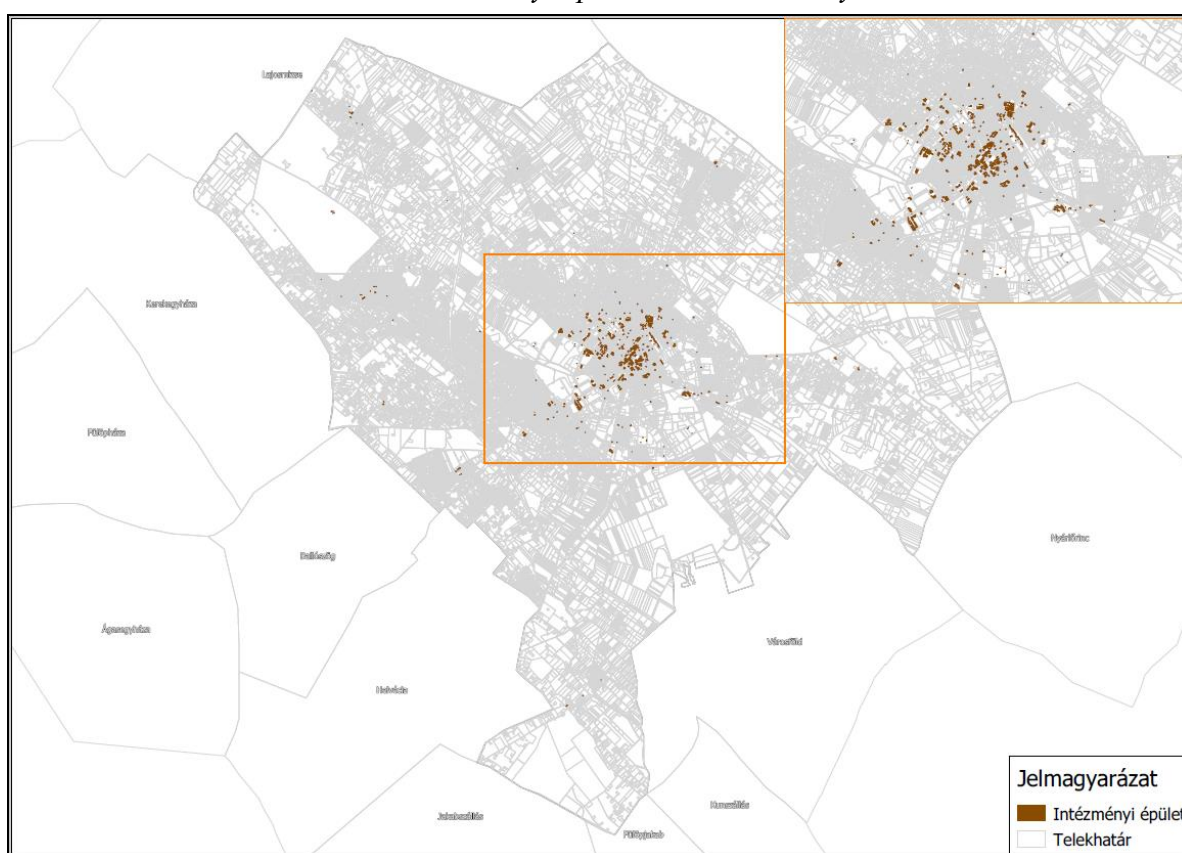 Lajosmizse
Kerekegyháza
Fülöpháza
Ballószög
Nyárlőrinc
Ágasegyháza
Városföld
Helvécia
Jakabszállás
Kunszállás
Fülöpjakab
Jelmagyarázat
Intézményi épület
Telekhatár